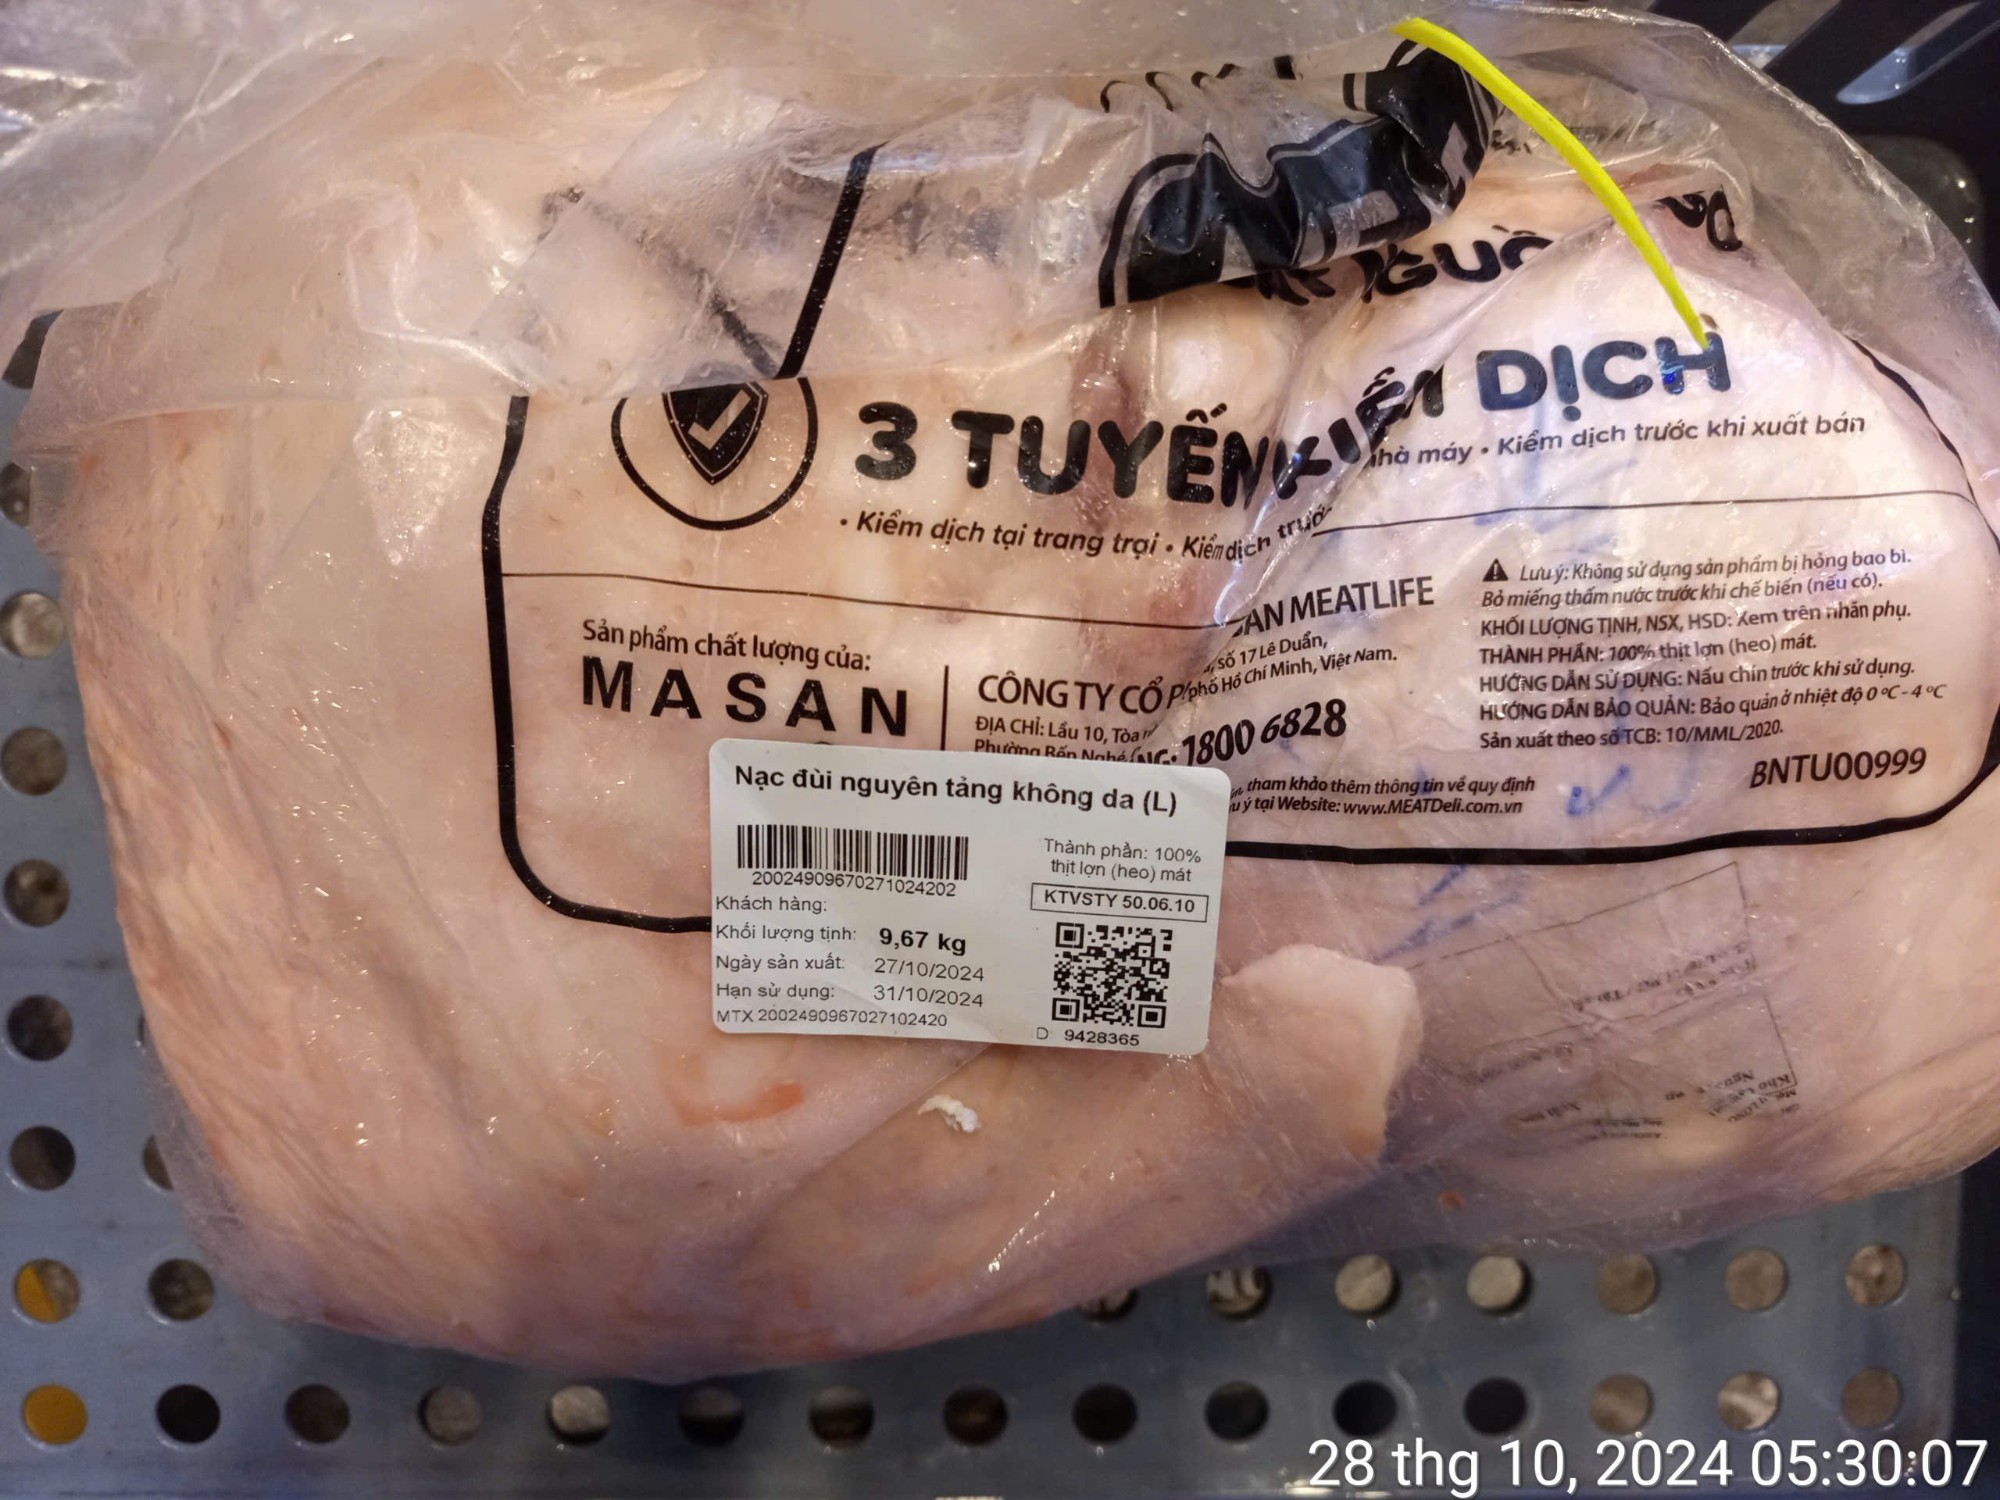 3 TUYẾN KIỂM DỊCH
• Kiểm dịch tại trang trại • Kiểm dịch trước nhà máy • Kiểm dịch trước khi xuất bán
Sản phẩm chất lượng của:
MASAN
CÔNG TY CỔ P AN MEATLIFE
ĐỊA CHỈ: Lầu 10, Tòa số 17 Lê Duẩn,
Phường Bến Nghé phố Hồ Chí Minh, Việt Nam.
1800 6828
tham khảo thêm thông tin về quy định
ý tại Website: www.MEATDeli.com.vn
Lưu ý: Không sử dụng sản phẩm bị hỏng bao bì.
Bỏ miếng thấm nước trước khi chế biến (nếu có).
KHỐI LƯỢNG TỊNH, NSX, HSD: Xem trên nhãn phụ.
THÀNH PHẦN: 100% thịt lợn (heo) mát.
HƯỚNG DẪN SỬ DỤNG: Nấu chín trước khi sử dụng.
HƯỚNG DẪN BẢO QUẢN: Bảo quản ở nhiệt độ 0 ºC - 4 ºC
Sản xuất theo số TCB: 10/MML/2020.
BNTU00999
Nạc đùi nguyên tảng không da (L)
20024909670271024202
Thành phần: 100%
thịt lợn (heo) mát
KTVSTY 50.06.10
Khách hàng:
Khối lượng tịnh: 9,67 kg
Ngày sản xuất: 27/10/2024
Hạn sử dụng: 31/10/2024
MTX 2002490967027102420
D 9428365
28 thg 10, 2024 05:30:07